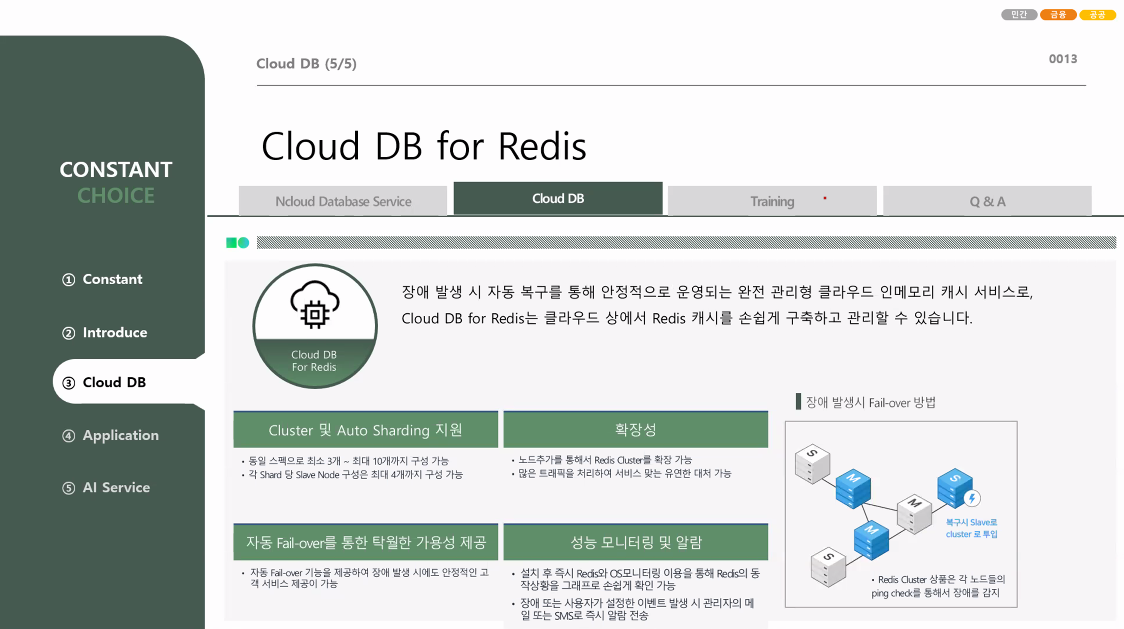 민간 금융 공공
Cloud DB (5/5)
0013
Cloud DB for Redis
CONSTANT
CHOICE
Ncloud Database Service
Cloud DB
Training
Q & A
① Constant
② Introduce
③ Cloud DB
④ Application
⑤ AI Service
Cloud DB
For Redis
장애 발생 시 자동 복구를 통해 안정적으로 운영되는 완전 관리형 클라우드 인메모리 캐시 서비스로,
Cloud DB for Redis는 클라우드 상에서 Redis 캐시를 손쉽게 구축하고 관리할 수 있습니다.
Cluster 및 Auto Sharding 지원
• 동일 스펙으로 최소 3개 ~ 최대 10개까지 구성 가능
• 각 Shard 당 Slave Node 구성은 최대 4개까지 구성 가능
확장성
• 노드추가를 통해서 Redis Cluster를 확장 가능
• 많은 트래픽을 처리하여 서비스 맞는 유연한 대처 가능
자동 Fail-over를 통한 탁월한 가용성 제공
• 자동 Fail-over 기능을 제공하여 장애 발생 시에도 안정적인 고
객 서비스 제공이 가능
성능 모니터링 및 알람
• 설치 후 즉시 Redis와 OS모니터링 이용을 통해 Redis의 동
작상황을 그래프로 손쉽게 확인 가능
• 장애 또는 사용자가 설정한 이벤트 발생 시 관리자의 메
일 또는 SMS로 즉시 알람 전송
장애 발생시 Fail-over 방법
S
M
S
M
M
S
복구시 Slave로
cluster 로 투입
• Redis Cluster 상품은 각 노드들의
ping check를 통해서 장애를 감지